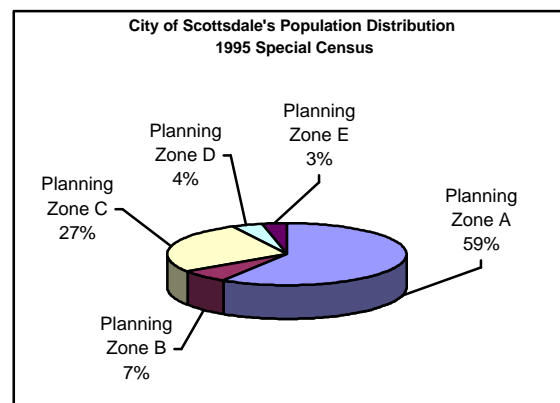 City of Scottsdale's Population Distribution
1995 Special Census
Planning
Zone D
4%
Planning
Zone E
3%
Planning
Zone C
27%
Planning
Zone A
59%
Planning
Zone B
7%